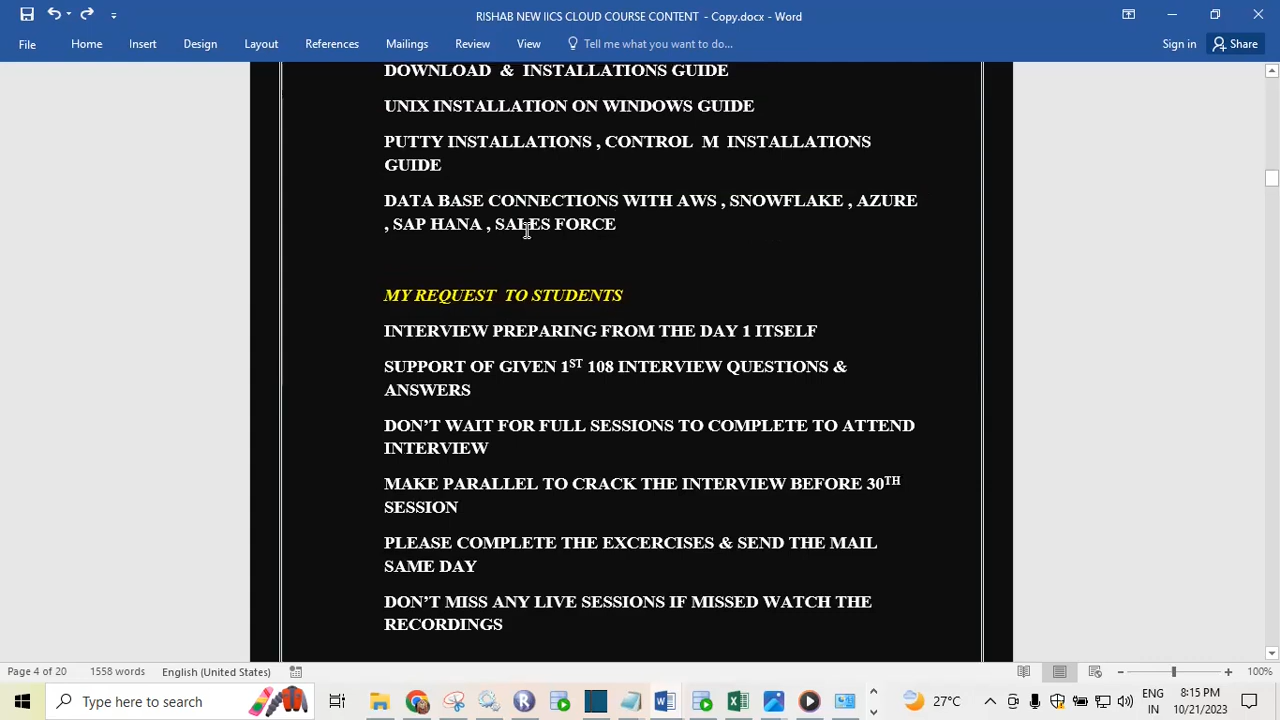 RISHAB NEW IICS CLOUD COURSE CONTENT - Copy.docx - Word
File Home Insert Design Layout References Mailings Review View Tell me what you want to do... Sign in Share
DOWNLOAD & INSTALLATIONS GUIDE
UNIX INSTALLATION ON WINDOWS GUIDE
PUTTY INSTALLATIONS , CONTROL M INSTALLATIONS
GUIDE
DATA BASE CONNECTIONS WITH AWS , SNOWFLAKE , AZURE
, SAP HANA , SALES FORCE
MY REQUEST TO STUDENTS
INTERVIEW PREPARING FROM THE DAY 1 ITSELF
SUPPORT OF GIVEN 1ST 108 INTERVIEW QUESTIONS &
ANSWERS
DON'T WAIT FOR FULL SESSIONS TO COMPLETE TO ATTEND
INTERVIEW
MAKE PARALLEL TO CRACK THE INTERVIEW BEFORE 30TH
SESSION
PLEASE COMPLETE THE EXCERCISES & SEND THE MAIL
SAME DAY
DON'T MISS ANY LIVE SESSIONS IF MISSED WATCH THE
RECORDINGS
Page 4 of 20 1558 words English (United States) 100%
Type here to search 27°C ENG 8:15 PM
IN 10/21/2023